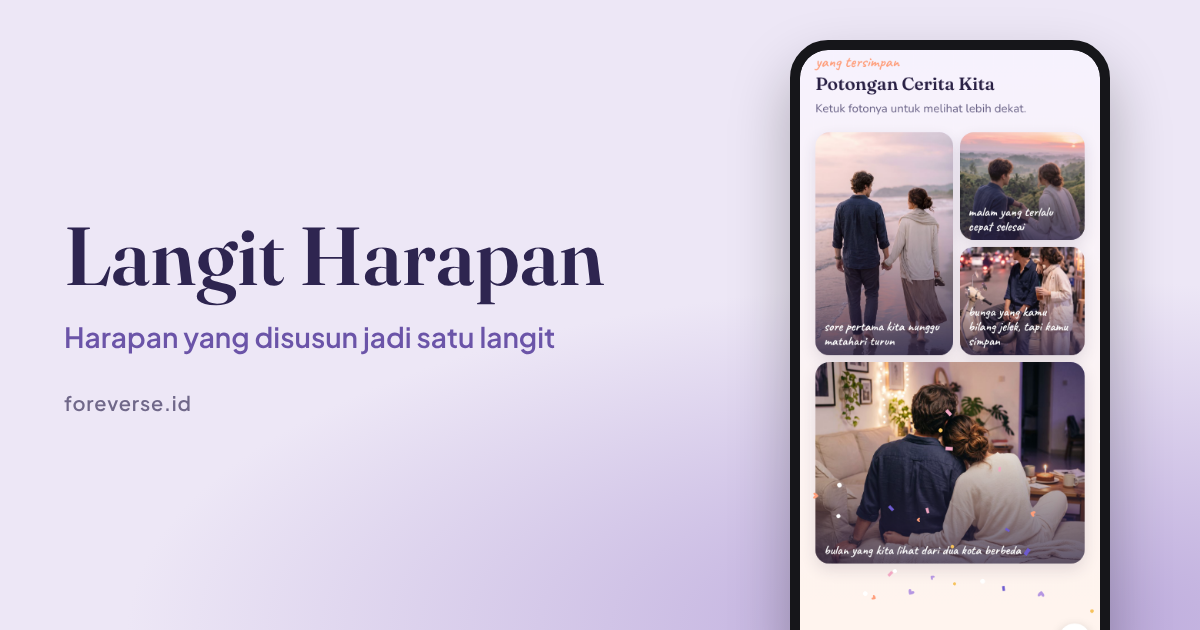 Langit Harapan
Harapan yang disusun jadi satu langit
foreverse.id
yang tersimpan
Potongan Cerita Kita
Ketuk fotonya untuk melihat lebih dekat.
sore pertama kita nunggu
matahari turun
malam yang terlalu
cepat selesai
bunga yang kamu
bilang jelek, tapi kamu
simpan
bulan yang kita lihat dari dua kota berbeda